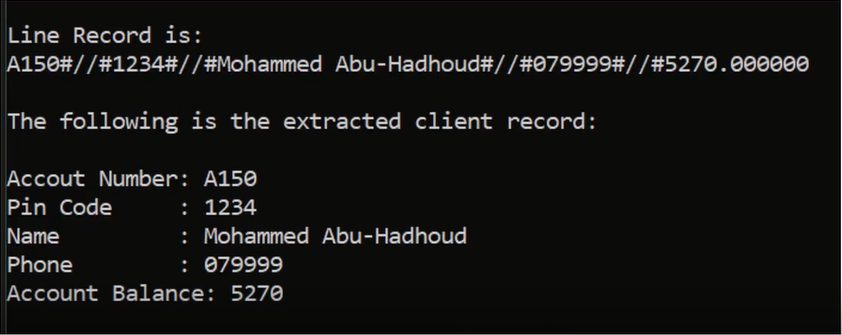 Line Record is:
A150#//#1234#//#Mohammed Abu-Hadhoud#//#079999#//#5270.000000
The following is the extracted client record:
Accout Number: A150
Pin Code : 1234
Name : Mohammed Abu-Hadhoud
Phone : 079999
Account Balance: 5270